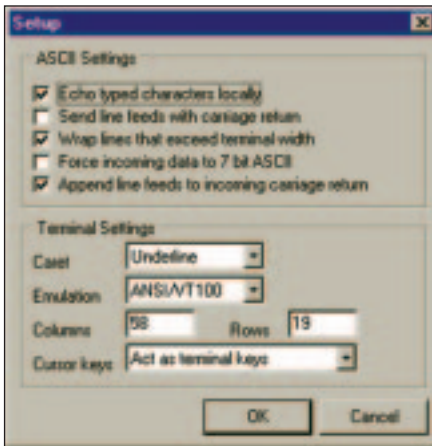 Setup
ASCII Settings
Echo typed characters locally
Send line feeds with carriage return
Wrap lines that exceed terminal width
Force incoming data to 7 bit ASCII
Append line feeds to incoming carriage return
Terminal Settings
Caret Underline
Emulation ANSI/VT100
Columns 58 Rows 19
Cursor keys Act as terminal keys
OK Cancel